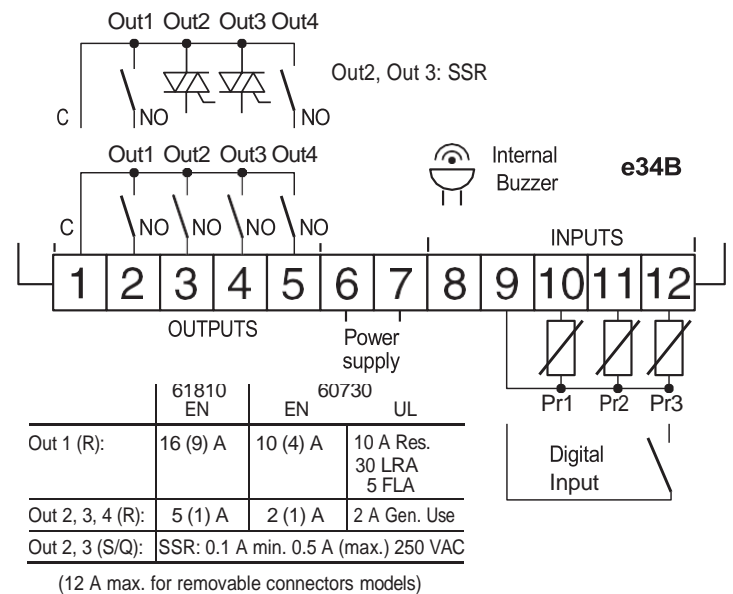 Out1 Out2 Out3 Out4
Out2, Out 3: SSR
C NO NO
Out1 Out2 Out3 Out4
Internal
Buzzer
e34B
C NO NO NO NO
INPUTS
1 2 3 4 5 6 7 8 9 10 11 12
OUTPUTS
Power
supply
Pr1 Pr2 Pr3
Digital
Input
61810 60730
EN EN UL
Out 1 (R): 16 (9) A 10 (4) A 10 A Res.
30 LRA
5 FLA
Out 2, 3, 4 (R): 5 (1) A 2 (1) A 2 A Gen. Use
Out 2, 3 (S/Q): SSR: 0.1 A min. 0.5 A (max.) 250 VAC
(12 A max. for removable connectors models)